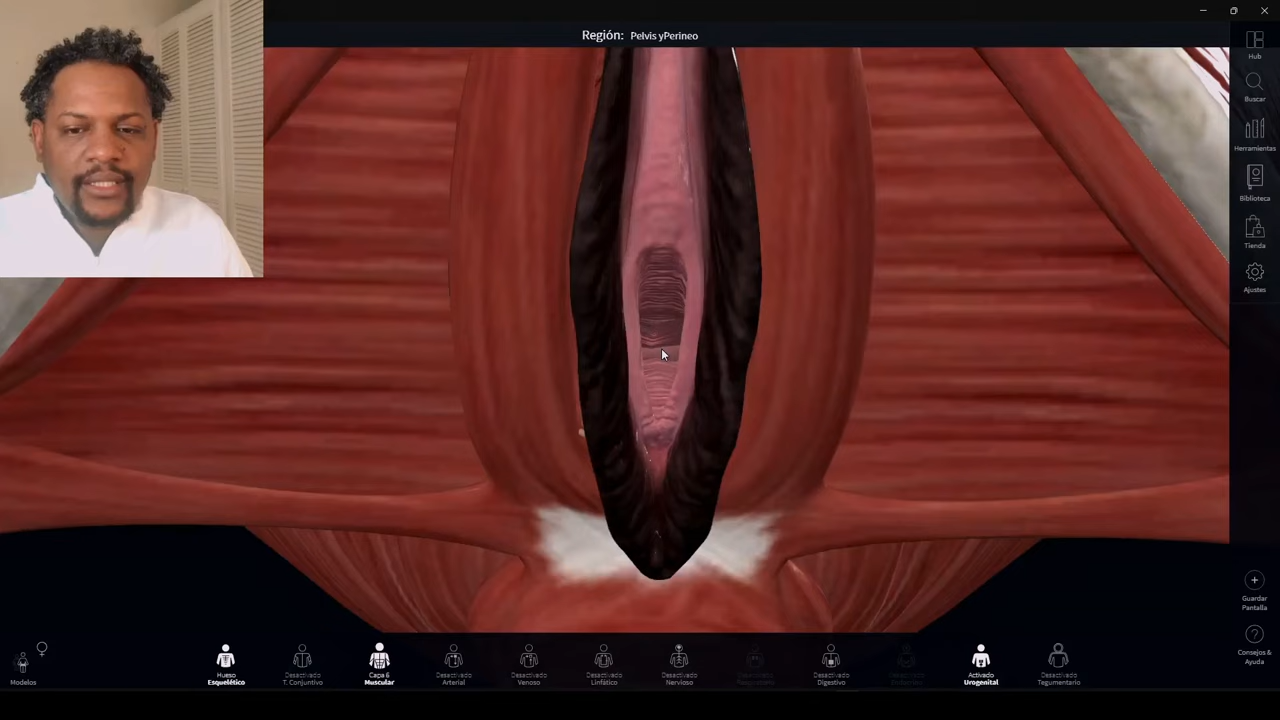 Región: Pelvis yPerineo
Hub
Buscar
Herramientas
Biblioteca
Tienda
Ajustes
Guardar
Pantalla
Consejos &
Ayuda
Modelos
Hueso
Esquelético
Desactivado
T. Conjuntivo
Capa 6
Muscular
Desactivado
Arterial
Desactivado
Venoso
Desactivado
Linfático
Desactivado
Nervioso
Desactivado
Digestivo
Activado
Urogenital
Desactivado
Tegumentario